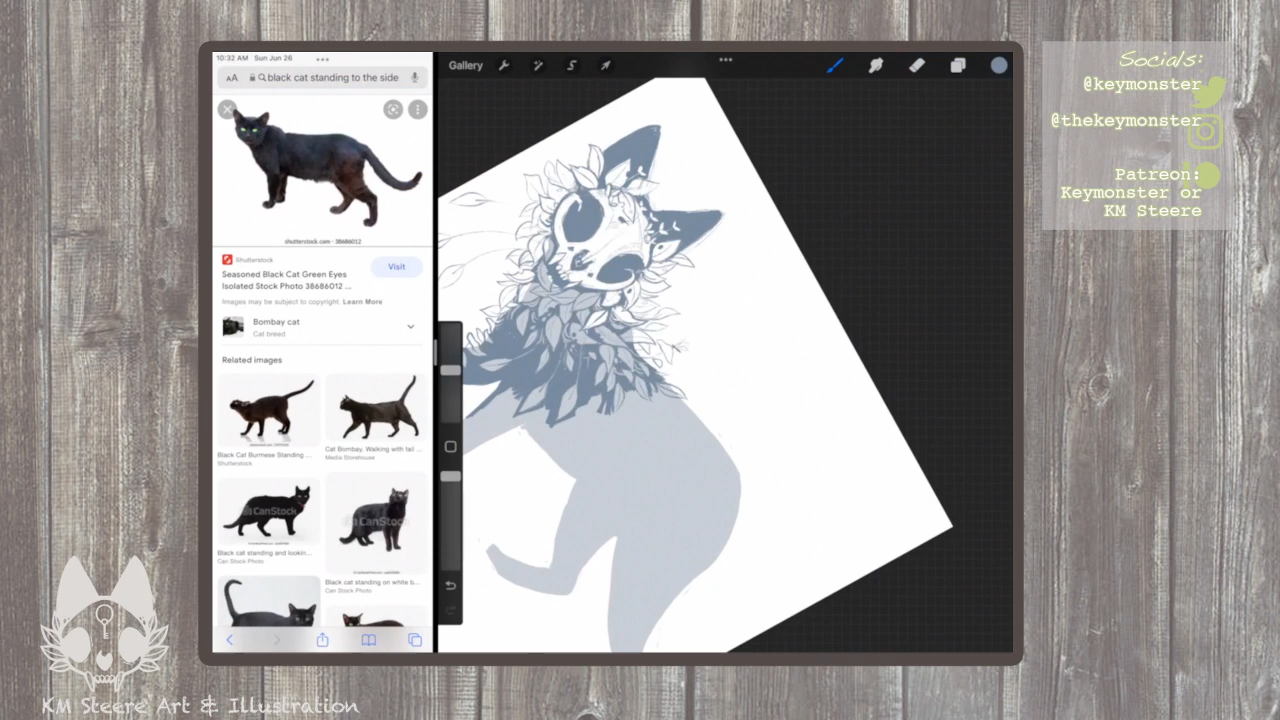 10:32 AM Sun Jun 26
AA black cat standing to the side
shutterstock.com · 38686012
Shutterstock
Seasoned Black Cat Green Eyes
Isolated Stock Photo 38686012 ...
Visit
Images may be subject to copyright. Learn More
Bombay cat
Cat breed
Related images
Black Cat Burmese Standing ...
Shutterstock
Cat Bombay. Walking with tail ...
Media Storehouse
CanStock
Black cat standing and lookin...
Can Stock Photo
CanStock
Black cat standing on white b...
Can Stock Photo
Gallery
Socials:
@keymonster
@thekeymonster
Patreon:
Keymonster or
KM Steere
KM Steere Art & Illustration